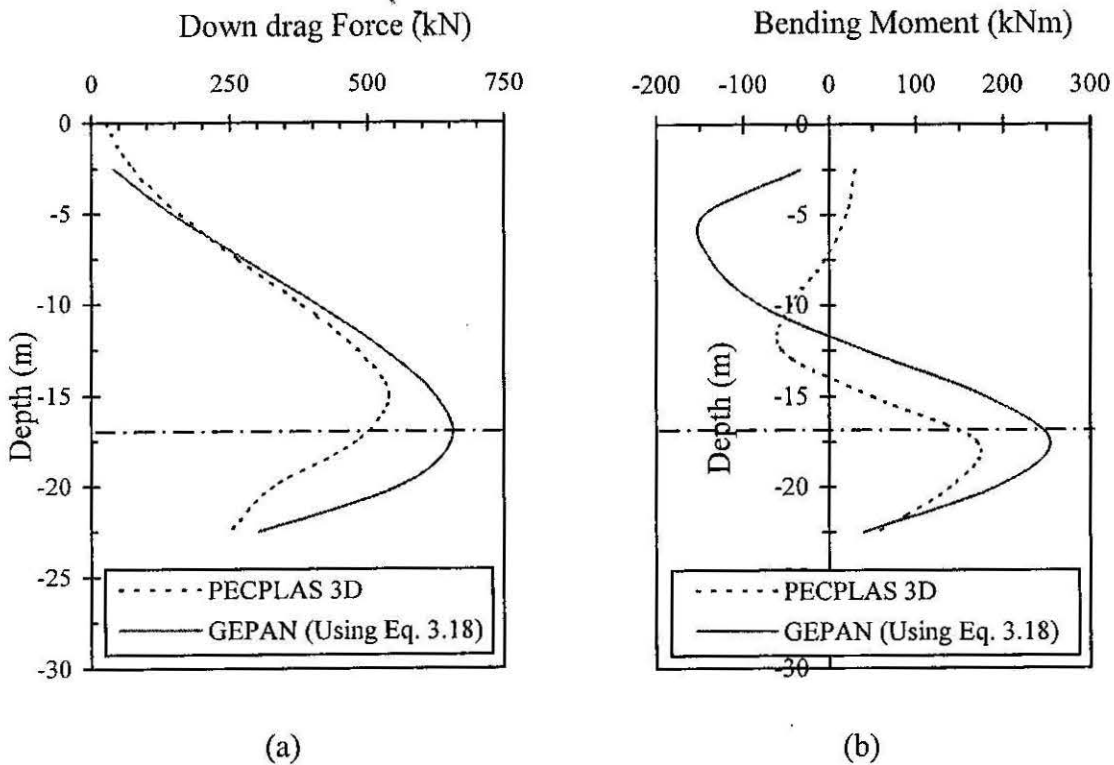 Down drag Force (kN)
0 250 500 750
0
-5
-10
-15
-20
-25
-30
Depth (m)
PECPLAS 3D
GEPAN (Using Eq. 3.18)
(a)
Bending Moment (kNm)
-200 -100 0 100 200 300
0
-5
-10
-15
-20
-30
Depth (m)
PECPLAS 3D
GEPAN (Using Eq. 3.18)
(b)